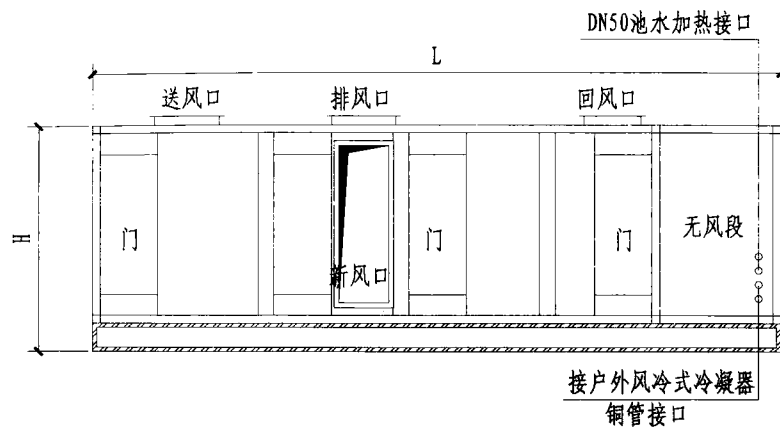 DN50池水加热接口
L
送风口
排风口
回风口
H
门
新风口
门
门
无风段
接户外风冷式冷凝器
铜管接口